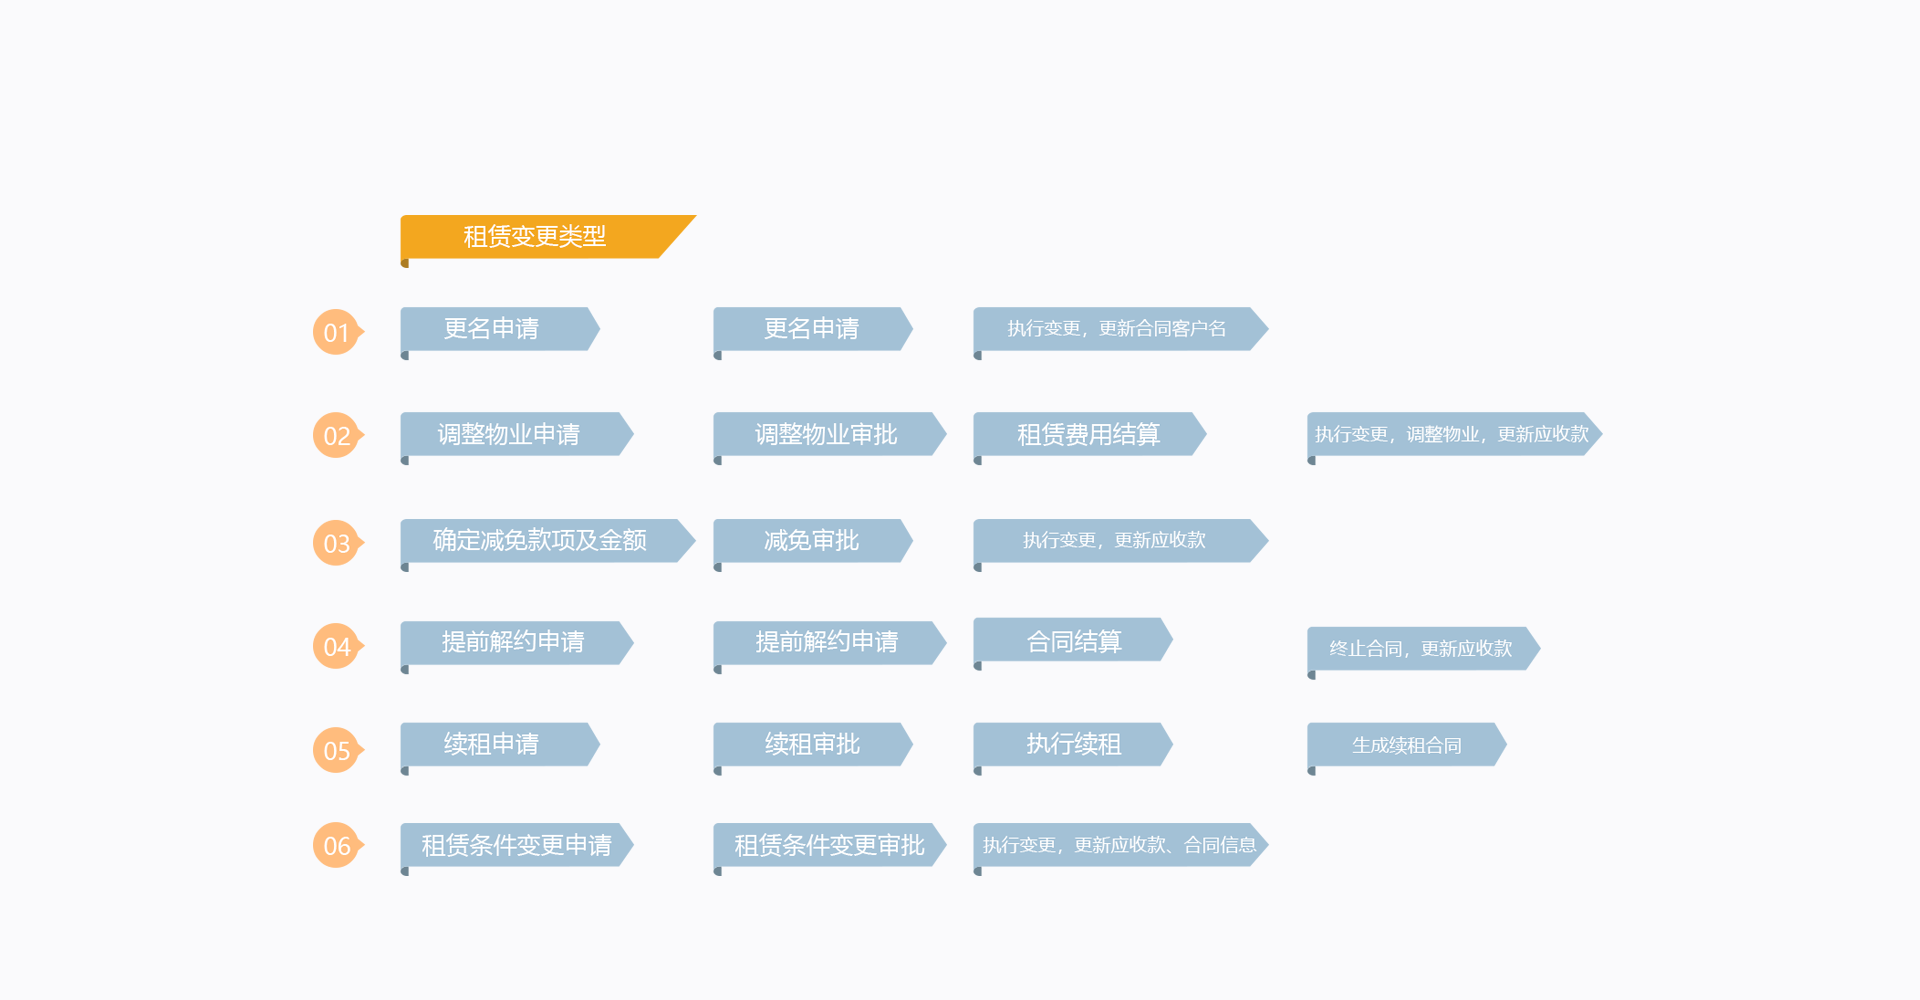 租赁变更类型
01
更名申请
更名申请
执行变更，更新合同客户名
02
调整物业申请
调整物业审批
租赁费用结算
执行变更，调整物业，更新应收款
03
确定减免款项及金额
减免审批
执行变更，更新应收款
04
提前解约申请
提前解约申请
合同结算
终止合同，更新应收款
05
续租申请
续租审批
执行续租
生成续租合同
06
租赁条件变更申请
租赁条件变更审批
执行变更，更新应收款、合同信息